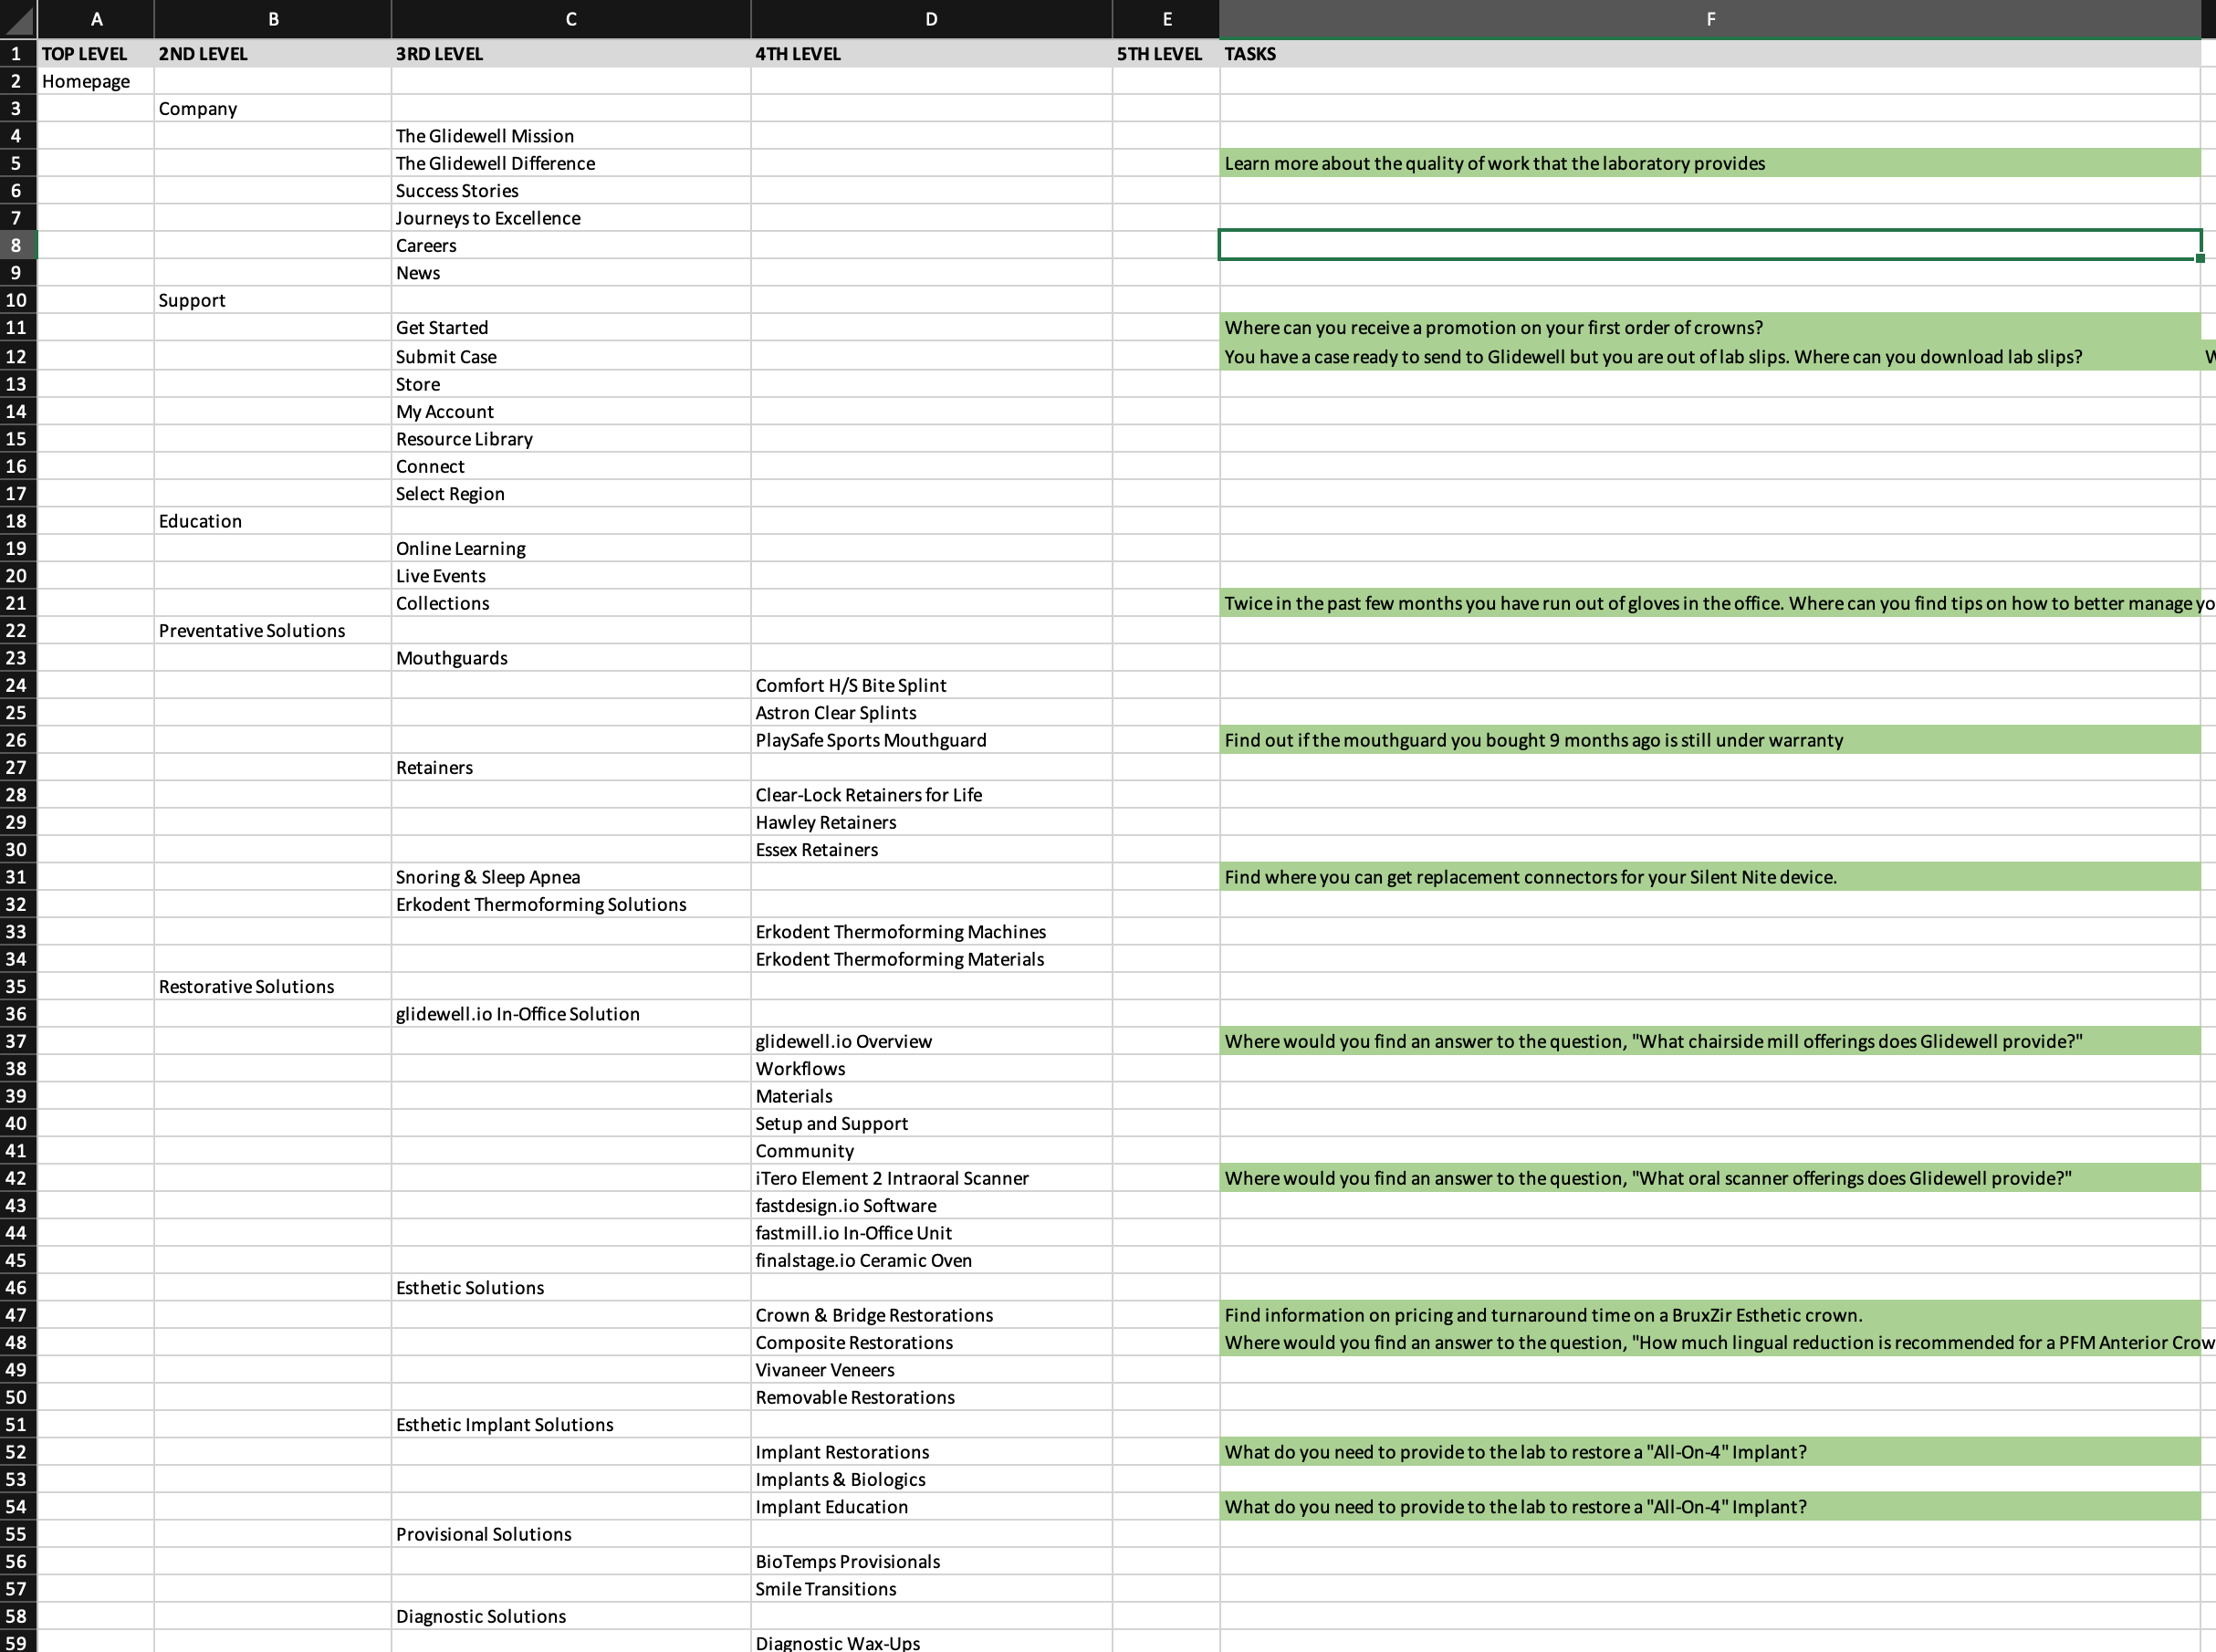 A B C D E F
1 TOP LEVEL 2ND LEVEL 3RD LEVEL 4TH LEVEL 5TH LEVEL TASKS
2 Homepage
3 Company
4 The Glidewell Mission
5 The Glidewell Difference Learn more about the quality of work that the laboratory provides
6 Success Stories
7 Journeys to Excellence
8 Careers
9 News
10 Support
11 Get Started Where can you receive a promotion on your first order of crowns?
12 Submit Case You have a case ready to send to Glidewell but you are out of lab slips. Where can you download lab slips?
13 Store
14 My Account
15 Resource Library
16 Connect
17 Select Region
18 Education
19 Online Learning
20 Live Events
21 Collections Twice in the past few months you have run out of gloves in the office. Where can you find tips on how to better manage yo
22 Preventative Solutions
23 Mouthguards
24 Comfort H/S Bite Splint
25 Astron Clear Splints
26 PlaySafe Sports Mouthguard Find out if the mouthguard you bought 9 months ago is still under warranty
27 Retainers
28 Clear-Lock Retainers for Life
29 Hawley Retainers
30 Essex Retainers
31 Snoring & Sleep Apnea Find where you can get replacement connectors for your Silent Nite device.
32 Erkodent Thermoforming Solutions
33 Erkodent Thermoforming Machines
34 Erkodent Thermoforming Materials
35 Restorative Solutions
36 glidewell.io In-Office Solution
37 glidewell.io Overview Where would you find an answer to the question, "What chairside mill offerings does Glidewell provide?"
38 Workflows
39 Materials
40 Setup and Support
41 Community
42 iTero Element 2 Intraoral Scanner Where would you find an answer to the question, "What oral scanner offerings does Glidewell provide?"
43 fastdesign.io Software
44 fastmill.io In-Office Unit
45 finalstage.io Ceramic Oven
46 Esthetic Solutions
47 Crown & Bridge Restorations Find information on pricing and turnaround time on a BruxZir Esthetic crown.
48 Composite Restorations Where would you find an answer to the question, "How much lingual reduction is recommended for a PFM Anterior Crow
49 Vivaneer Veneers
50 Removable Restorations
51 Esthetic Implant Solutions
52 Implant Restorations What do you need to provide to the lab to restore a "All-On-4" Implant?
53 Implants & Biologics
54 Implant Education What do you need to provide to the lab to restore a "All-On-4" Implant?
55 Provisional Solutions
56 BioTemps Provisionals
57 Smile Transitions
58 Diagnostic Solutions
59 Diagnostic Wax-Ups